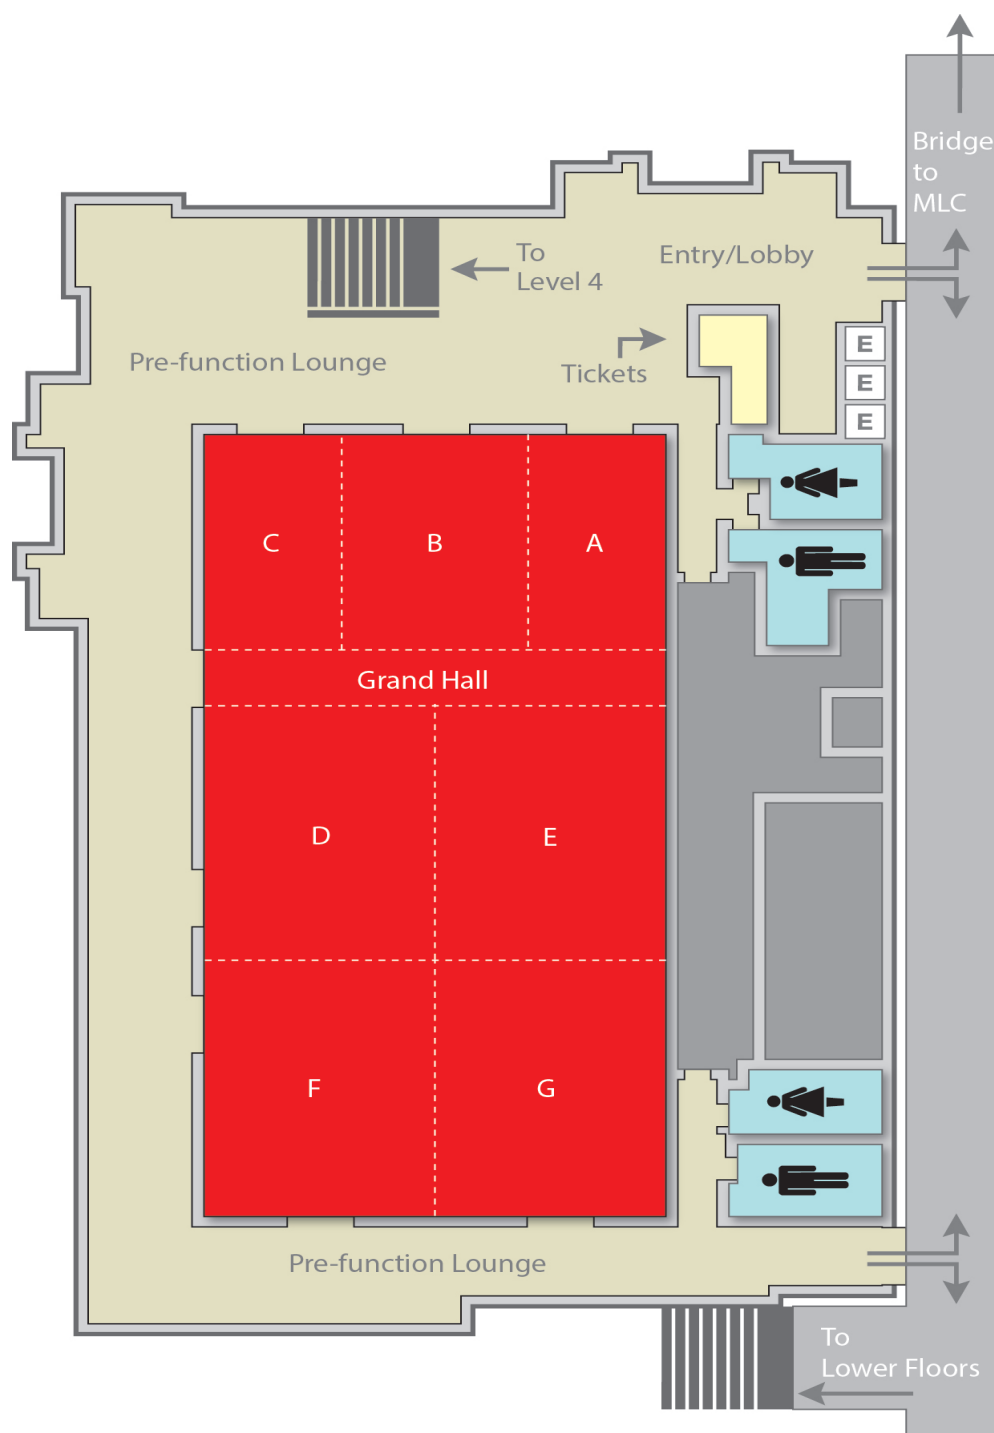 Bridge
to
MLC
To
Level 4
Entry/Lobby
Pre-function Lounge
Tickets
E
E
E
C
B
A
Grand Hall
D
E
F
G
Pre-function Lounge
To
Lower Floors